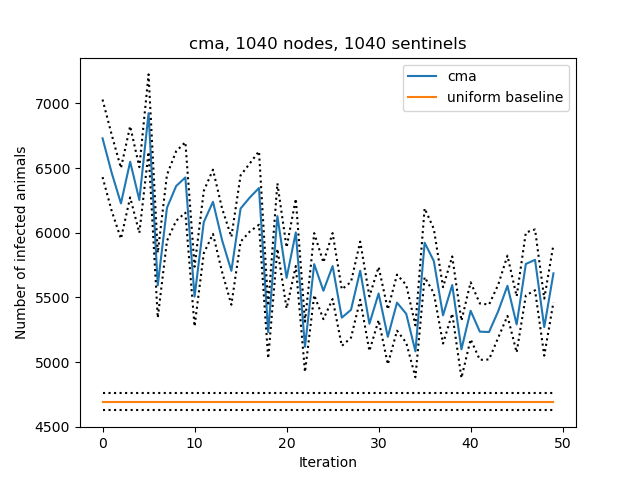 cma, 1040 nodes, 1040 sentinels
cma
uniform baseline
7000
6500
6000
5500
5000
4500
Number of infected animals
0 10 20 30 40 50
Iteration